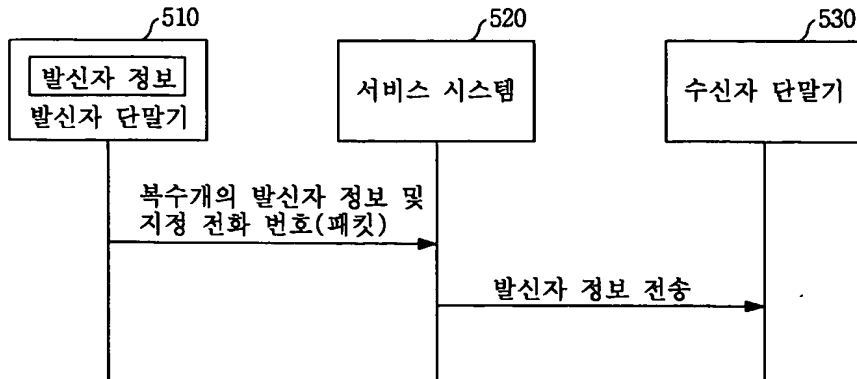 510
520
530
발신자 정보
발신자 단말기
서비스 시스템
수신자 단말기
복수개의 발신자 정보 및
지정 전화 번호(패킷)
발신자 정보 전송